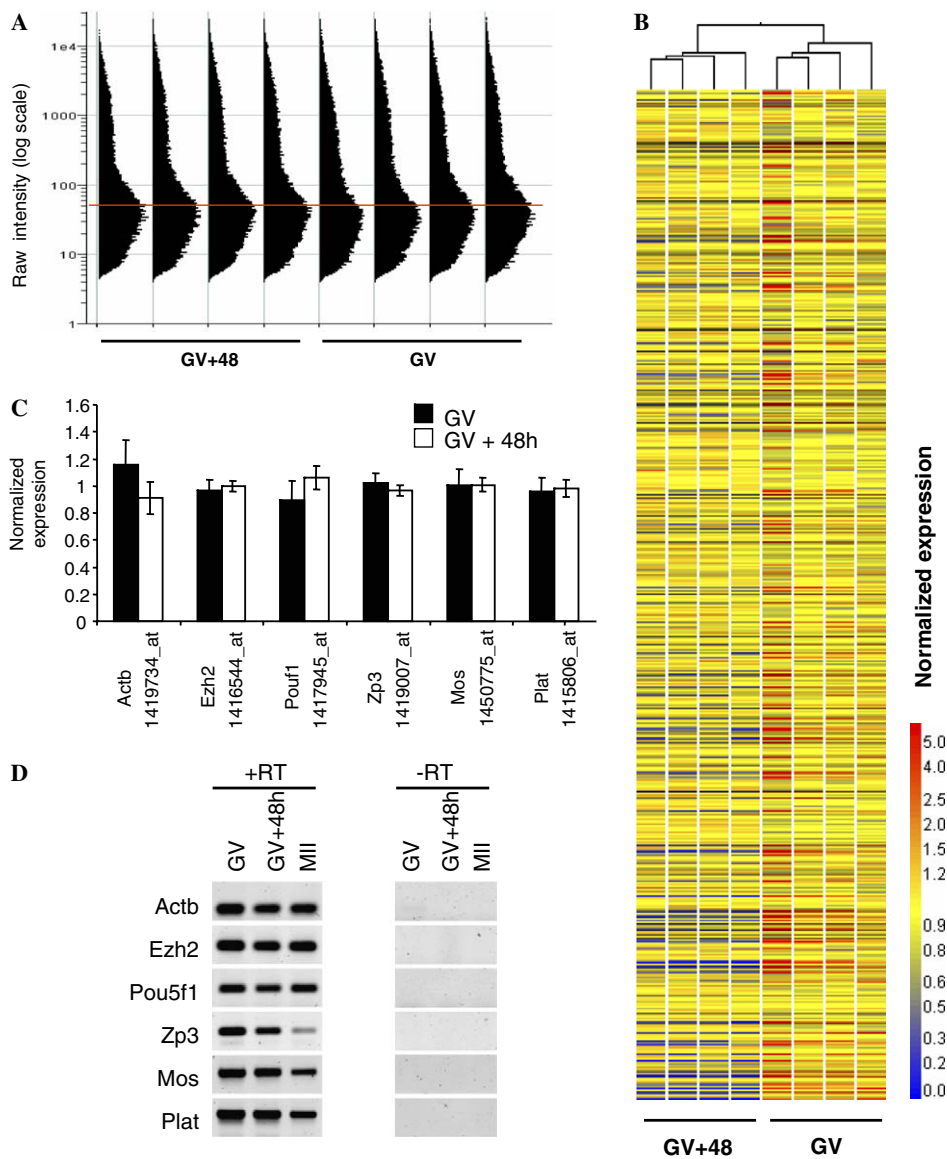 A
Raw intensity (log scale)
1e4
1000
100
10
1
GV+48
GV
B
Normalized expression
5.0
4.0
2.5
2.0
1.5
1.2
0.9
0.8
0.6
0.5
0.3
0.2
0.0
GV+48
GV
C
Normalized
expression
1.6
1.4
1.2
1
0.8
0.6
0.4
0.2
0
GV
GV + 48h
Actb
1419734_at
Ezh2
1416544_at
Pouf1
1417945_at
Zp3
1419007_at
Mos
1450775_at
Plat
1415806_at
D
+RT
-RT
GV
GV+48h
MII
GV
GV+48h
MII
Actb
Ezh2
Pou5f1
Zp3
Mos
Plat